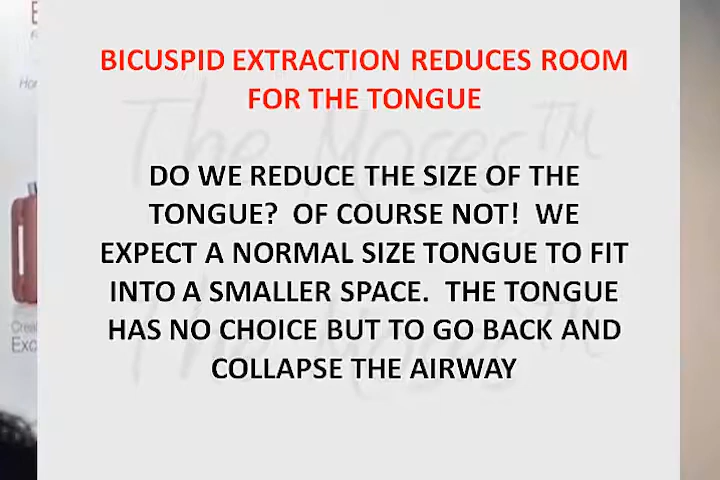 BICUSPID EXTRACTION REDUCES ROOM
FOR THE TONGUE
DO WE REDUCE THE SIZE OF THE
TONGUE? OF COURSE NOT! WE
EXPECT A NORMAL SIZE TONGUE TO FIT
INTO A SMALLER SPACE. THE TONGUE
HAS NO CHOICE BUT TO GO BACK AND
COLLAPSE THE AIRWAY
The Mores™